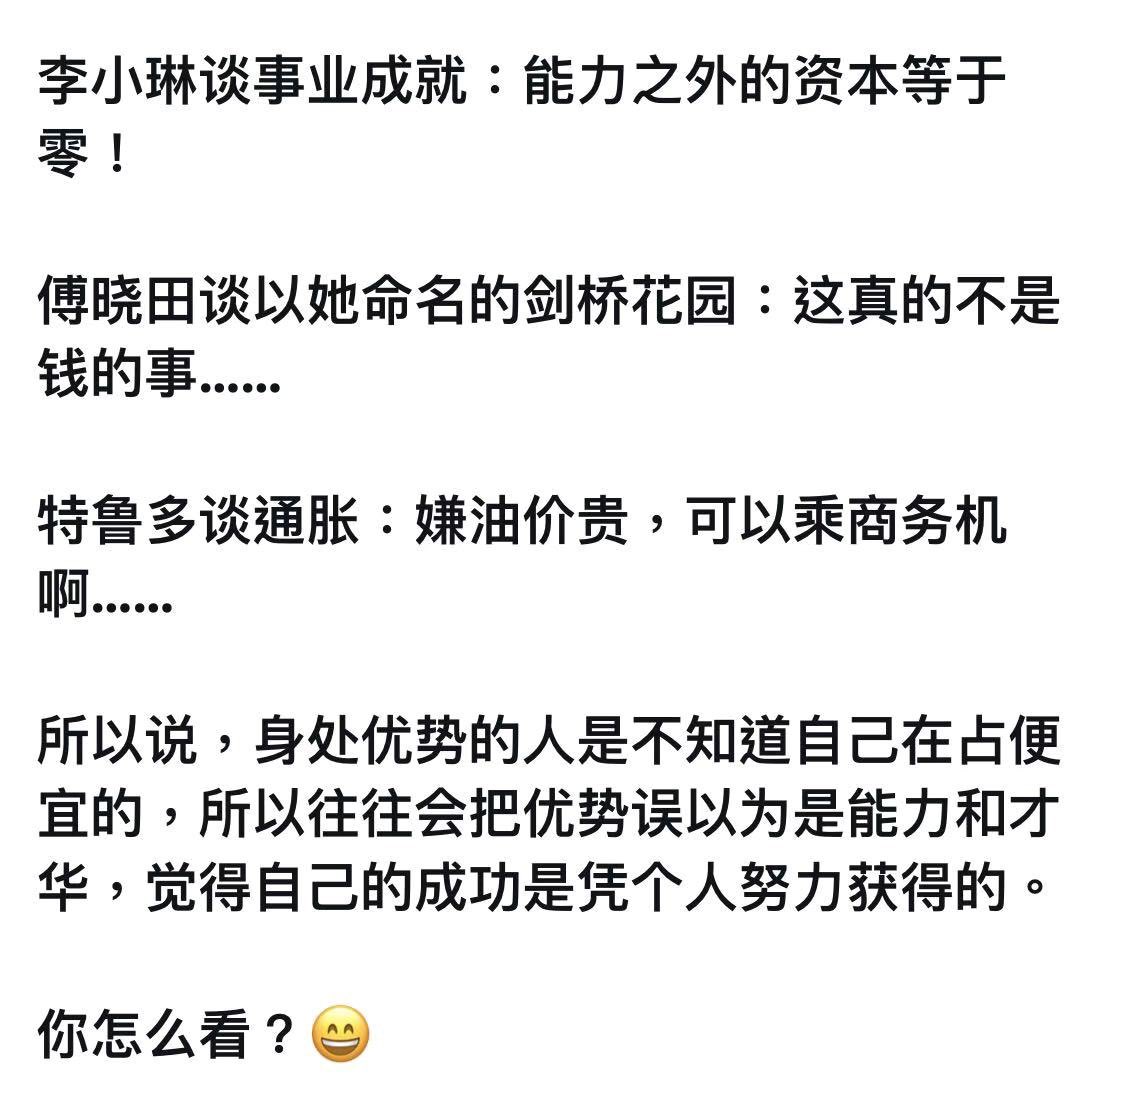 李小琳谈事业成就：能力之外的资本等于
零！
傅晓田谈以她命名的剑桥花园：这真的不是
钱的事……
特鲁多谈通胀：嫌油价贵，可以乘商务机
啊……
所以说，身处优势的人是不知道自己在占便
宜的，所以往往会把优势误以为是能力和才
华，觉得自己的成功是凭个人努力获得的。
你怎么看？😄